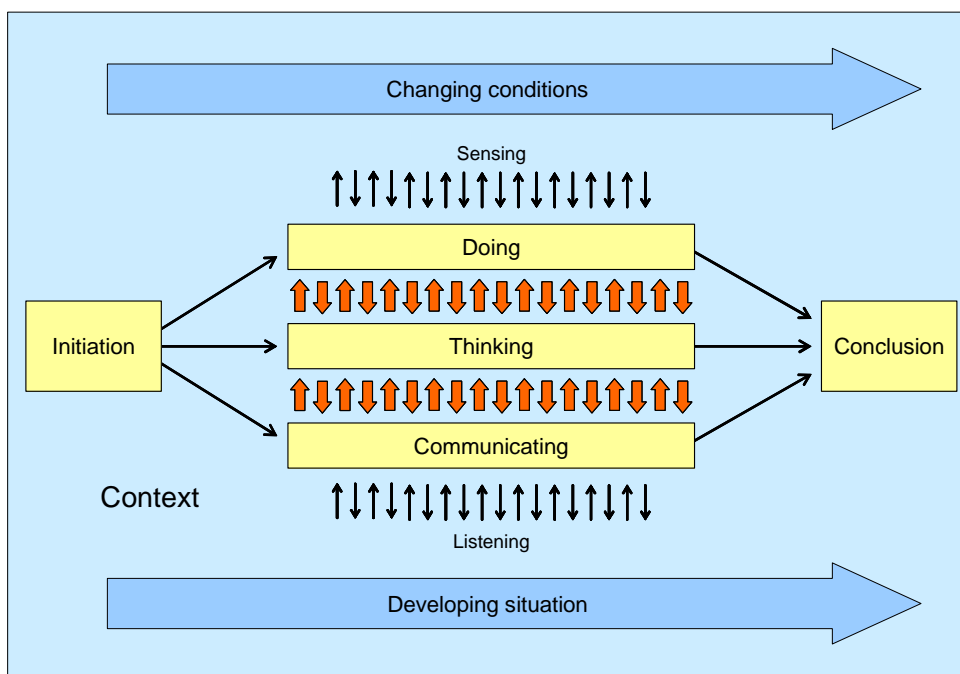 Changing conditions
Sensing
Doing
Initiation
Thinking
Conclusion
Communicating
Context
Listening
Developing situation